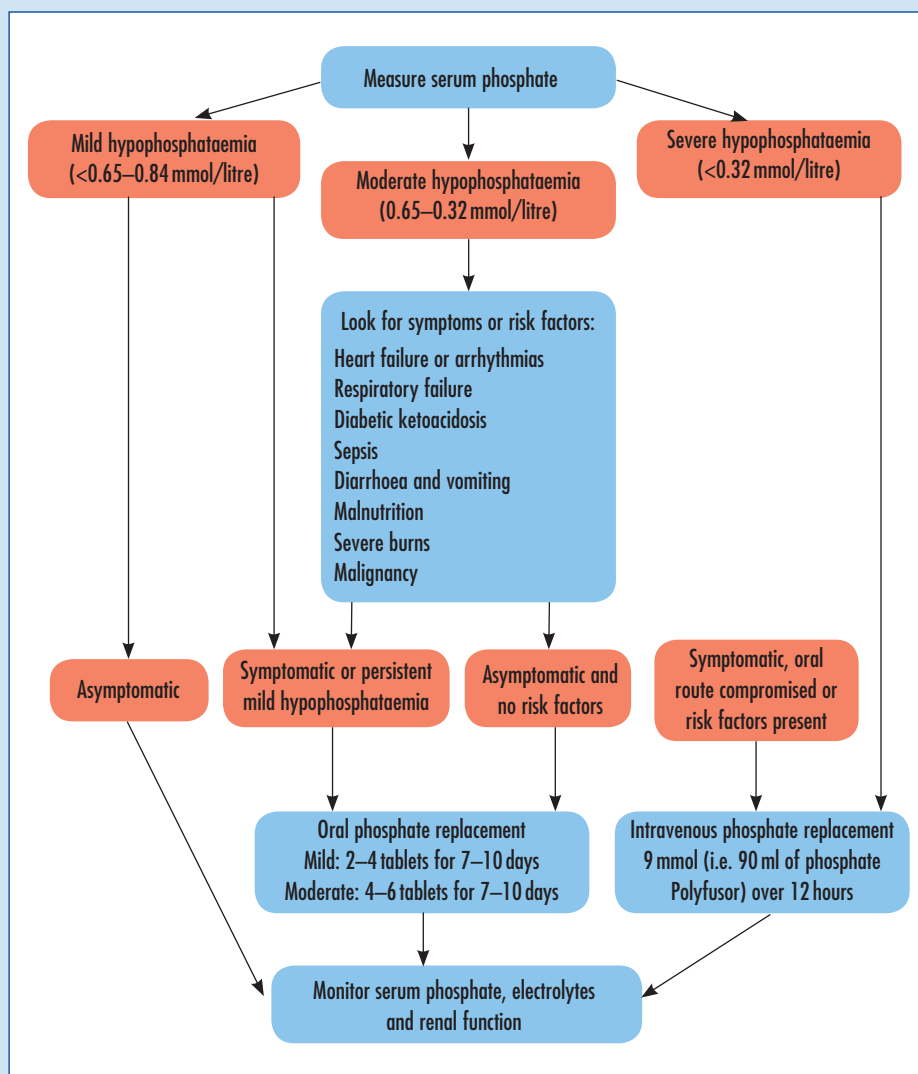 Measure serum phosphate
Mild hypophosphataemia
(<0.65–0.84 mmol/litre)
Moderate hypophosphataemia
(0.65–0.32 mmol/litre)
Severe hypophosphataemia
(<0.32 mmol/litre)
Look for symptoms or risk factors:
Heart failure or arrhythmias
Respiratory failure
Diabetic ketoacidosis
Sepsis
Diarrhoea and vomiting
Malnutrition
Severe burns
Malignancy
Asymptomatic
Symptomatic or persistent
mild hypophosphataemia
Asymptomatic and
no risk factors
Symptomatic, oral
route compromised or
risk factors present
Oral phosphate replacement
Mild: 2–4 tablets for 7–10 days
Moderate: 4–6 tablets for 7–10 days
Intravenous phosphate replacement
9 mmol (i.e. 90 ml of phosphate
Polyfusor) over 12 hours
Monitor serum phosphate, electrolytes
and renal function